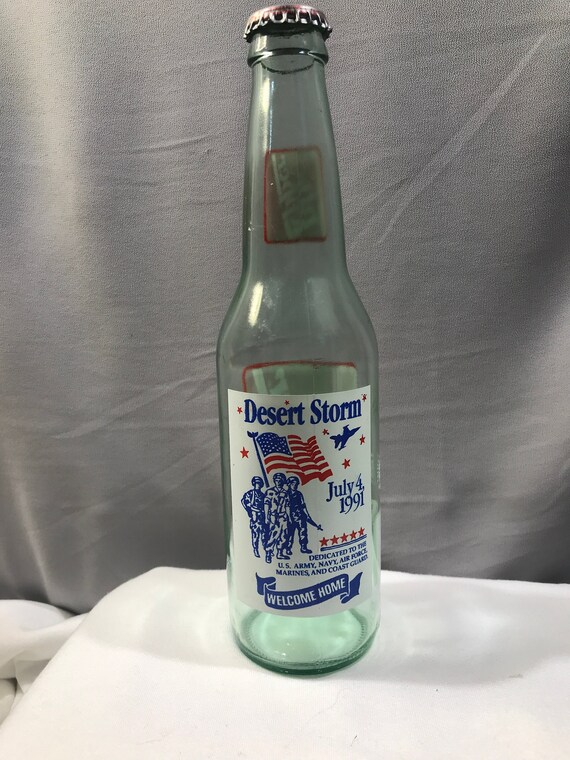 Desert Storm
July 4,
1991
DEDICATED TO THE
U.S. ARMY, NAVY, AIR FORCE,
MARINES, AND COAST GUARD.
WELCOME HOME